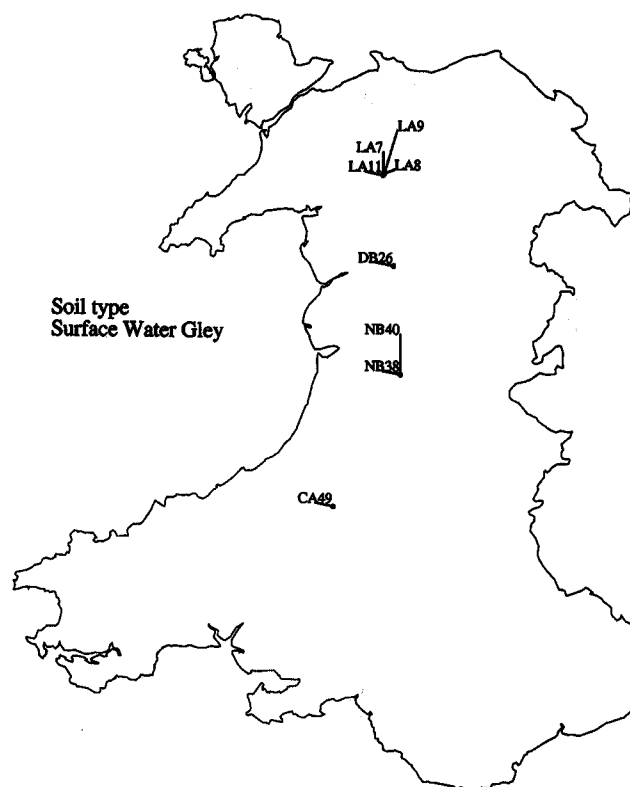 LA9
LA7
LA11 LA8
DB26
Soil type
Surface Water Gley
NB40
NB38
CA49